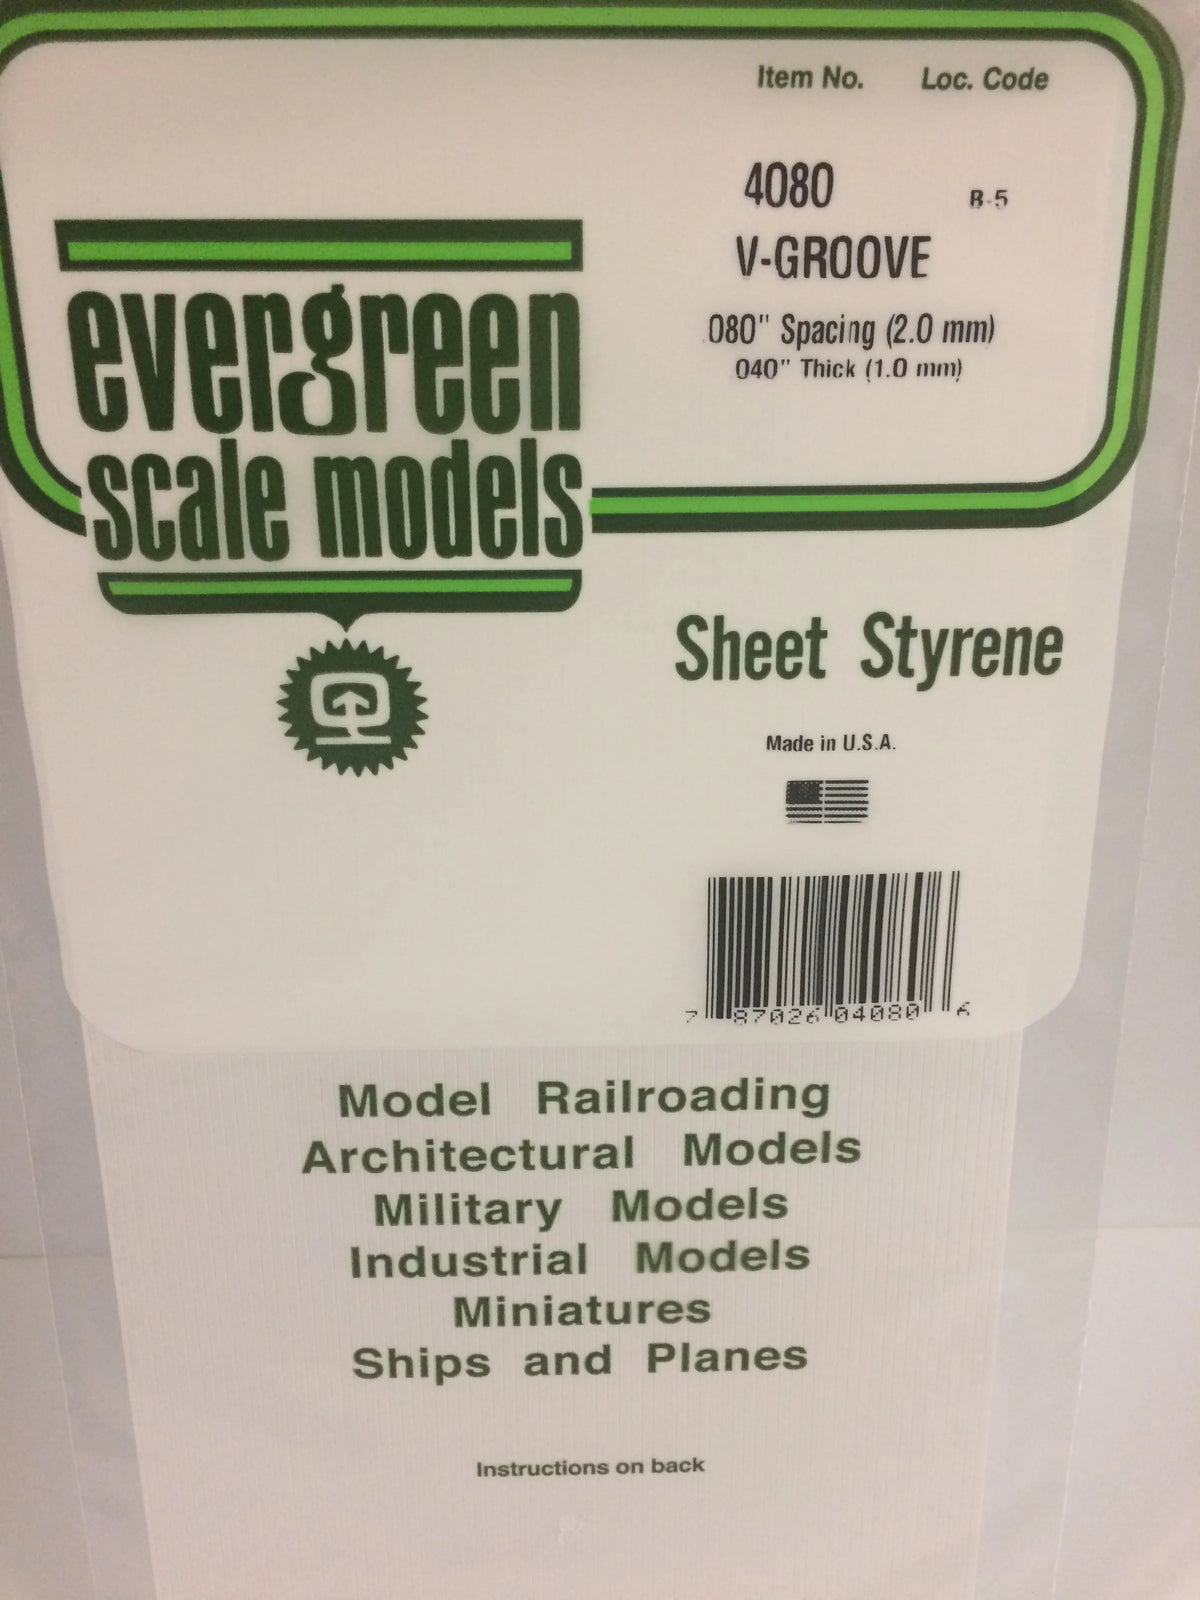 Item No. Loc. Code
4080 B-5
V-GROOVE
.080" Spacing (2.0 mm)
.040" Thick (1.0 mm)
evergreen
scale models
Sheet Styrene
Made in U.S.A.
7 87026 04080 6
Model Railroading
Architectural Models
Military Models
Industrial Models
Miniatures
Ships and Planes
Instructions on back